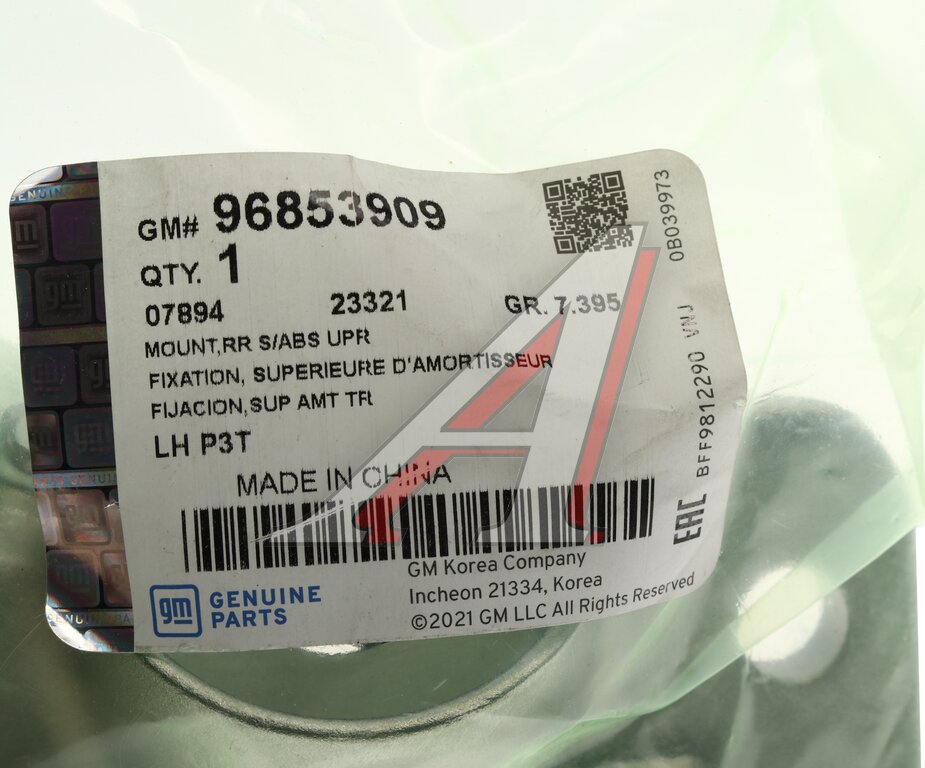 GM# 96853909
QTY. 1
07894 23321 GR. 7.395
MOUNT,RR S/ABS UPR
FIXATION, SUPERIEURE D'AMORTISSEUR
FIJACION,SUP AMT TR
LH P3T
MADE IN CHINA
GM Korea Company
Incheon 21334, Korea
©2021 GM LLC All Rights Reserved
gm GENUINE
PARTS
0B039973
BFF9812290 VNJ
EAC